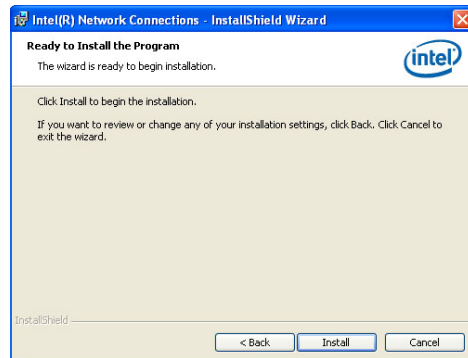 Intel(R) Network Connections - InstallShield Wizard
Ready to Install the Program
The wizard is ready to begin installation.
intel
Click Install to begin the installation.
If you want to review or change any of your installation settings, click Back. Click Cancel to
exit the wizard.
InstallShield
< Back
Install
Cancel